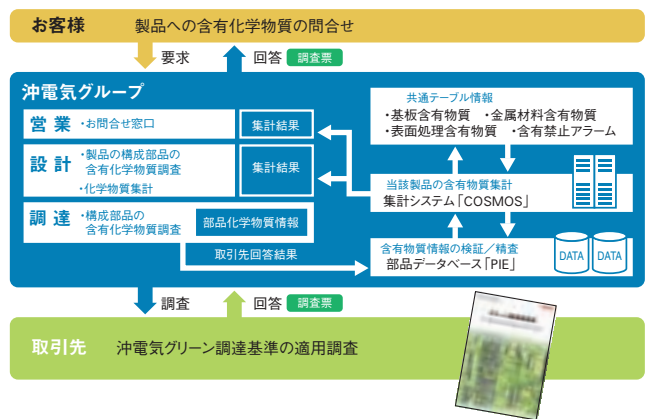 お客様 製品への含有化学物質の問合せ
要求
回答 調査票
沖電気グループ
営業 ・お問合せ窓口
集計結果
設計 ・製品の構成部品の
含有化学物質調査
・化学物質集計
集計結果
調達 ・構成部品の
含有化学物質調査
部品化学物質情報
取引先回答結果
共通テーブル情報
・基板含有物質 ・金属材料含有物質
・表面処理含有物質 ・含有禁止アラーム
当該製品の含有物質集計
集計システム「COSMOS」
含有物質情報の検証／精査
部品データベース「PIE」
DATA DATA
調査
回答 調査票
取引先 沖電気グリーン調達基準の適用調査